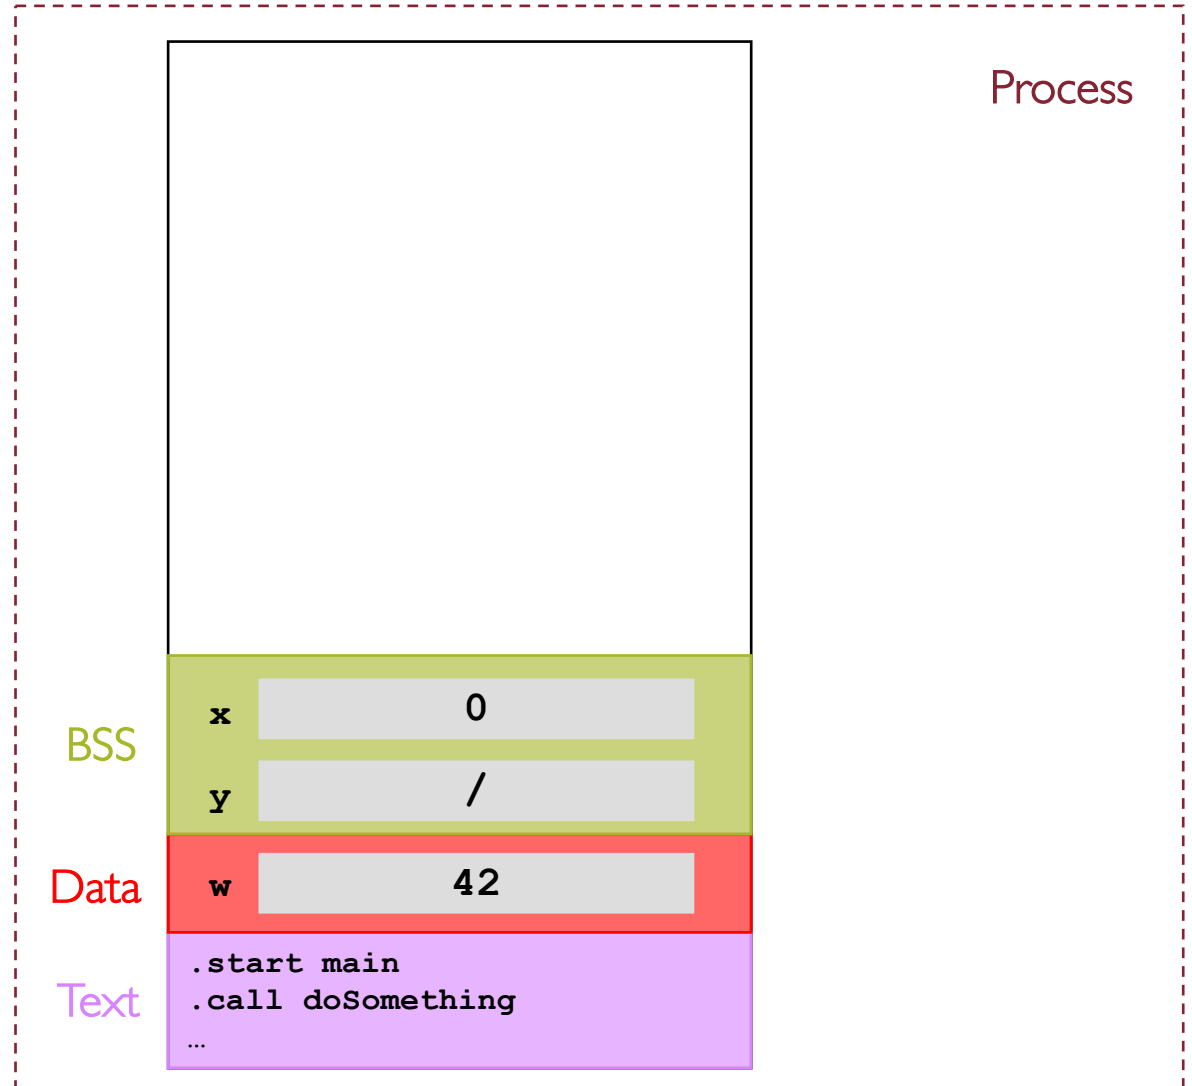 Process
BSS
x 0
y /
Data
w 42
Text
.start main
.call doSomething
…